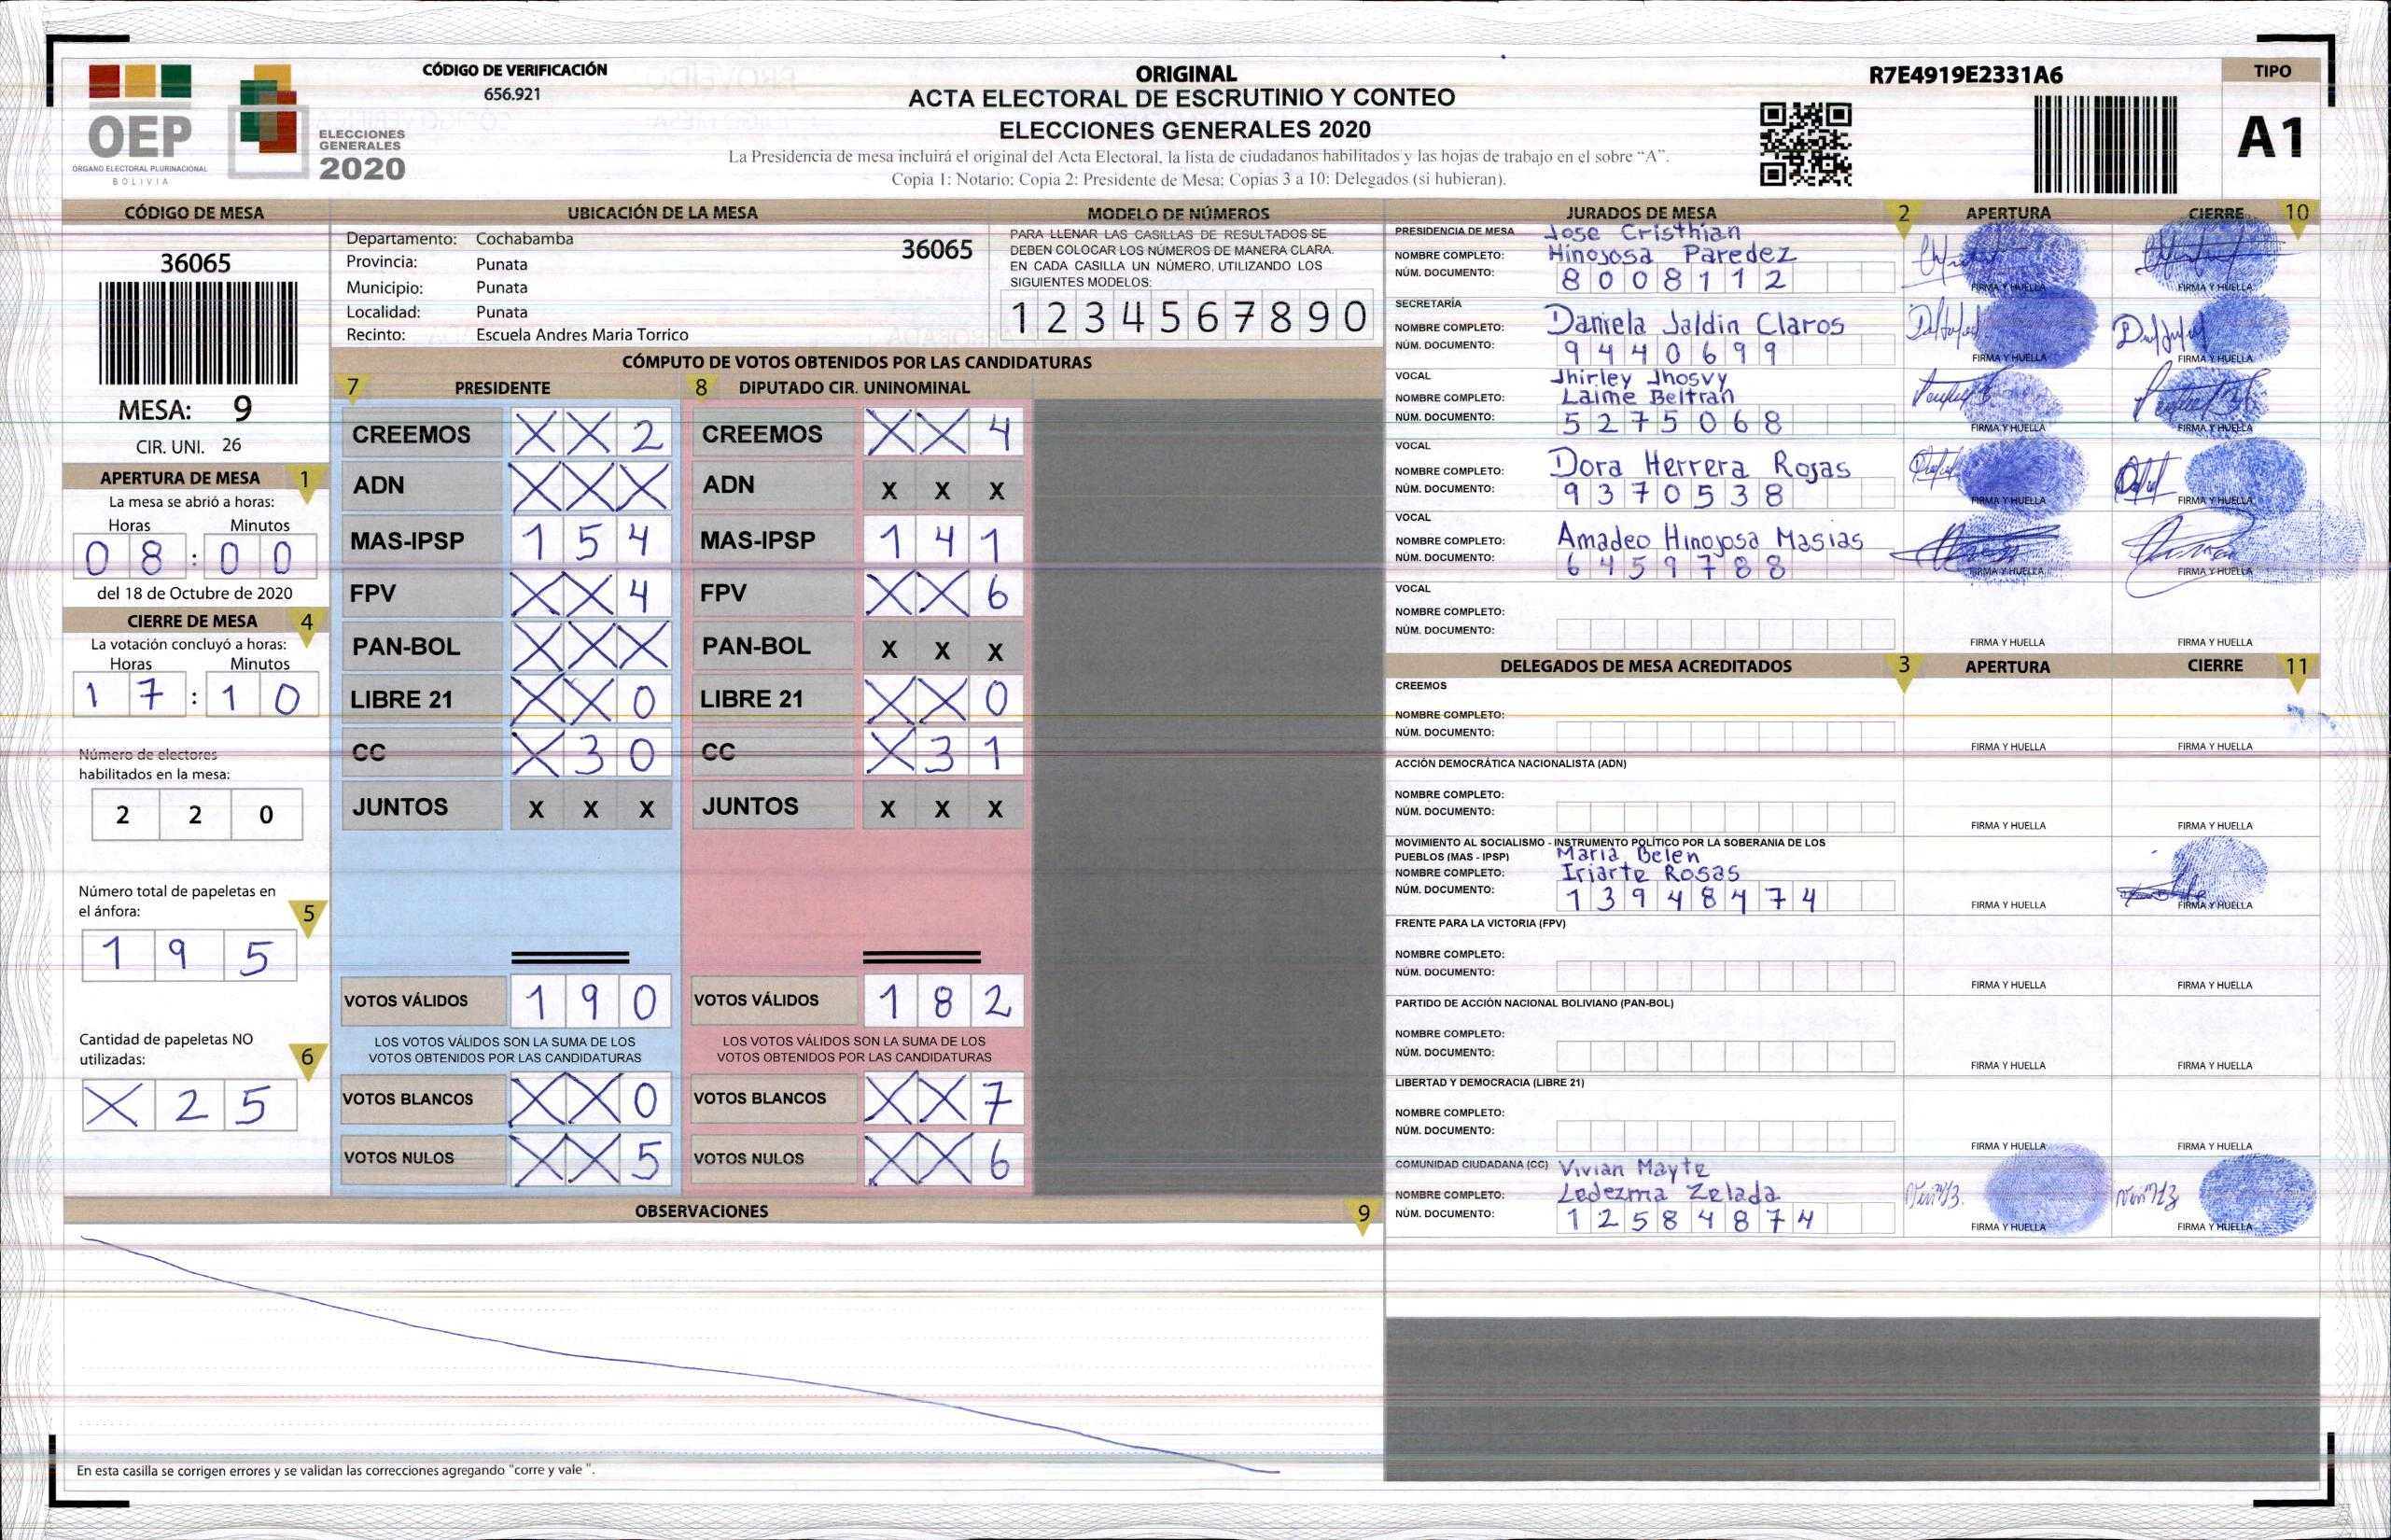 OEP
ORGANO ELECTORAL PLURINACIONAL
BOLIVIA
ELECCIONES
GENERALES
2020
CÓDIGO DE VERIFICACIÓN
656.921
ORIGINAL
ACTA ELECTORAL DE ESCRUTINIO Y CONTEO
ELECCIONES GENERALES 2020
La Presidencia de mesa incluirá el original del Acta Electoral, la lista de ciudadanos habilitados y las hojas de trabajo en el sobre "A".
Copia 1: Notario; Copia 2: Presidente de Mesa; Copias 3 a 10: Delegados (si hubieran).
R7E4919E2331A6
TIPO
A1
CÓDIGO DE MESA
36065
MESA: 9
CIR. UNI. 26
APERTURA DE MESA 1
La mesa se abrió a horas:
Horas Minutos
0 8 : 0 0
del 18 de Octubre de 2020
CIERRE DE MESA 4
La votación concluyó a horas:
Horas Minutos
1 7 : 1 0
Número de electores
habilitados en la mesa:
2 2 0
Número total de papeletas en
el ánfora:
5
1 9 5
Cantidad de papeletas NO
utilizadas:
6
X 2 5
UBICACIÓN DE LA MESA
Departamento: Cochabamba
36065
Provincia: Punata
Municipio: Punata
Localidad: Punata
Recinto: Escuela Andres Maria Torrico
MODELO DE NÚMEROS
PARA LLENAR LAS CASILLAS DE RESULTADOS SE
DEBEN COLOCAR LOS NÚMEROS DE MANERA CLARA.
EN CADA CASILLA UN NÚMERO, UTILIZANDO LOS
SIGUIENTES MODELOS:
1 2 3 4 5 6 7 8 9 0
CÓMPUTO DE VOTOS OBTENIDOS POR LAS CANDIDATURAS
7 PRESIDENTE
CREEMOS X X 2
ADN X X X
MAS-IPSP 1 5 4
FPV X X 4
PAN-BOL X X X
LIBRE 21 X X 0
CC X 3 0
JUNTOS X X X
VOTOS VÁLIDOS 1 9 0
LOS VOTOS VÁLIDOS SON LA SUMA DE LOS
VOTOS OBTENIDOS POR LAS CANDIDATURAS
VOTOS BLANCOS X X 0
VOTOS NULOS X X 5
8 DIPUTADO CIR. UNINOMINAL
CREEMOS X X 4
ADN X X X
MAS-IPSP 1 4 1
FPV X X 6
PAN-BOL X X X
LIBRE 21 X X 0
CC X 3 1
JUNTOS X X X
VOTOS VÁLIDOS 1 8 2
LOS VOTOS VÁLIDOS SON LA SUMA DE LOS
VOTOS OBTENIDOS POR LAS CANDIDATURAS
VOTOS BLANCOS X X 7
VOTOS NULOS X X 6
OBSERVACIONES 9
En esta casilla se corrigen errores y se validan las correcciones agregando "corre y vale ".
JURADOS DE MESA 2 APERTURA CIERRE 10
PRESIDENCIA DE MESA Jose Cristhian
NOMBRE COMPLETO: Hinojosa Paredez
NÚM. DOCUMENTO: 8 0 0 8 1 1 2
FIRMA Y HUELLA FIRMA Y HUELLA
SECRETARÍA
NOMBRE COMPLETO: Daniela Jaldin Claros
NÚM. DOCUMENTO: 9 4 4 0 6 9 9
FIRMA Y HUELLA FIRMA Y HUELLA
VOCAL Jhirley Jhosvy
NOMBRE COMPLETO: Laime Beltran
NÚM. DOCUMENTO: 5 2 7 5 0 6 8
FIRMA Y HUELLA FIRMA Y HUELLA
VOCAL
NOMBRE COMPLETO: Dora Herrera Rojas
NÚM. DOCUMENTO: 9 3 7 0 5 3 8
FIRMA Y HUELLA FIRMA Y HUELLA
VOCAL
NOMBRE COMPLETO: Amadeo Hinojosa Masias
NÚM. DOCUMENTO: 6 4 5 9 7 8 8
FIRMA Y HUELLA FIRMA Y HUELLA
VOCAL
NOMBRE COMPLETO:
NÚM. DOCUMENTO:
FIRMA Y HUELLA FIRMA Y HUELLA
DELEGADOS DE MESA ACREDITADOS 3 APERTURA CIERRE 11
CREEMOS
NOMBRE COMPLETO:
NÚM. DOCUMENTO:
FIRMA Y HUELLA FIRMA Y HUELLA
ACCIÓN DEMOCRÁTICA NACIONALISTA (ADN)
NOMBRE COMPLETO:
NÚM. DOCUMENTO:
FIRMA Y HUELLA FIRMA Y HUELLA
MOVIMIENTO AL SOCIALISMO - INSTRUMENTO POLÍTICO POR LA SOBERANIA DE LOS
PUEBLOS (MAS - IPSP) Maria Belen
NOMBRE COMPLETO: Iriarte Rosas
NÚM. DOCUMENTO: 1 3 9 4 8 4 7 4
FIRMA Y HUELLA FIRMA Y HUELLA
FRENTE PARA LA VICTORIA (FPV)
NOMBRE COMPLETO:
NÚM. DOCUMENTO:
FIRMA Y HUELLA FIRMA Y HUELLA
PARTIDO DE ACCIÓN NACIONAL BOLIVIANO (PAN-BOL)
NOMBRE COMPLETO:
NÚM. DOCUMENTO:
FIRMA Y HUELLA FIRMA Y HUELLA
LIBERTAD Y DEMOCRACIA (LIBRE 21)
NOMBRE COMPLETO:
NÚM. DOCUMENTO:
FIRMA Y HUELLA FIRMA Y HUELLA
COMUNIDAD CIUDADANA (CC) Vivian Mayte
NOMBRE COMPLETO: Ledezma Zelada
NÚM. DOCUMENTO: 1 2 5 8 4 8 7 4
FIRMA Y HUELLA FIRMA Y HUELLA